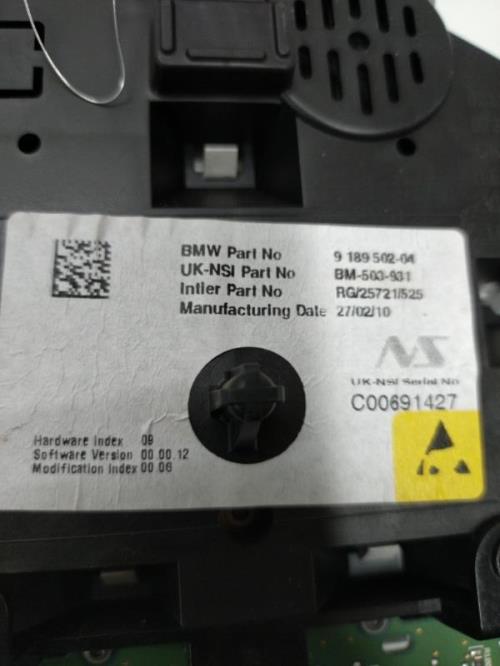 BMW Part No 9 189 502-04
UK-NSI Part No BM-503-931
Intier Part No RG/25721/525
Manufacturing Date 27/02/10
NS
UK-NSI Serial No
C00691427
Hardware Index 09
Software Version 00.00.12
Modification Index 00.06